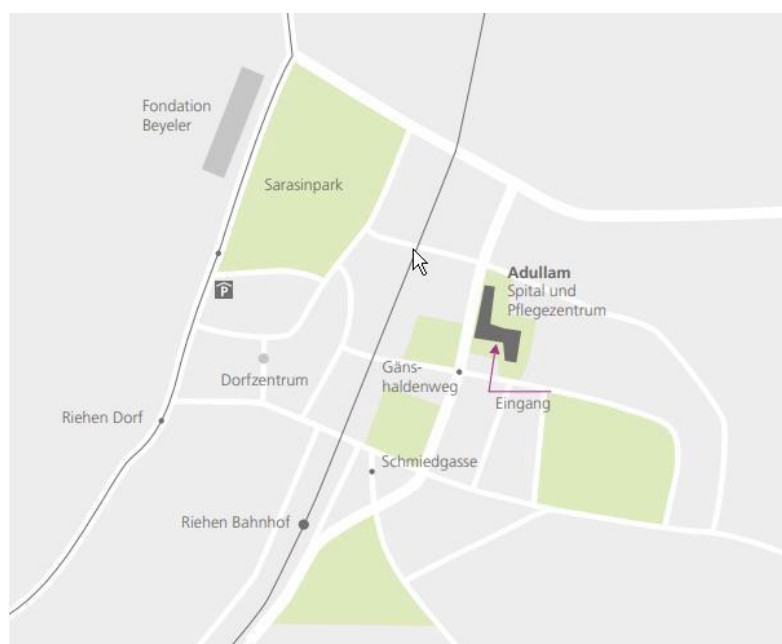 Fondation
Beyeler
Sarasinpark
Adullam
Spital und
Pflegezentrum
P
Dorfzentrum
Gäns-
haldenweg
Eingang
Riehen Dorf
Schmiedgasse
Riehen Bahnhof